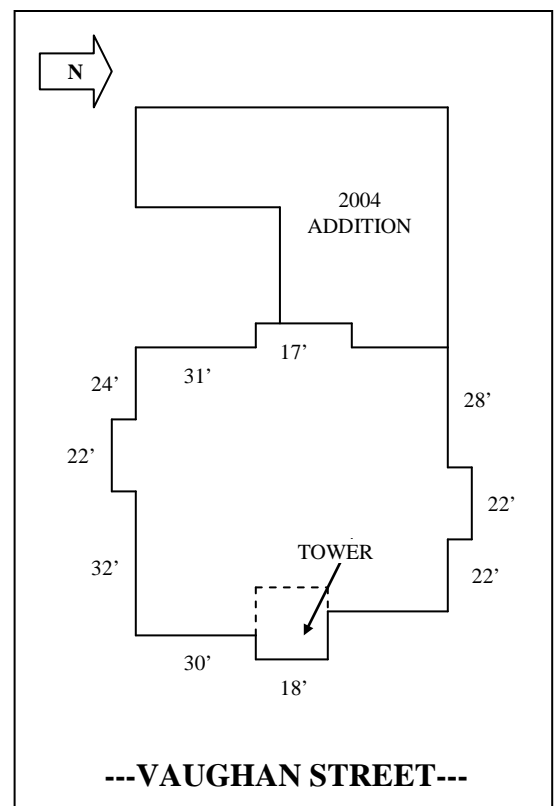 N
2004
ADDITION
17’
31’
24’
28’
22’
22’
TOWER
32’
22’
30’
18’
---VAUGHAN STREET---